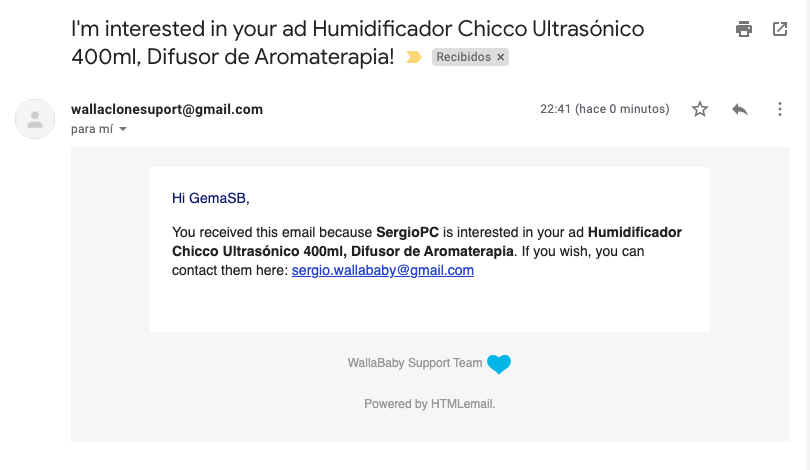 I'm interested in your ad Humidificador Chicco Ultrasónico
400ml, Difusor de Aromaterapia! Recibidos x
wallaclonesuport@gmail.com 22:41 (hace 0 minutos)
para mí
Hi GemaSB,
You received this email because SergioPC is interested in your ad Humidificador
Chicco Ultrasónico 400ml, Difusor de Aromaterapia. If you wish, you can
contact them here: sergio.wallababy@gmail.com
WallaBaby Support Team
Powered by HTMLemail.